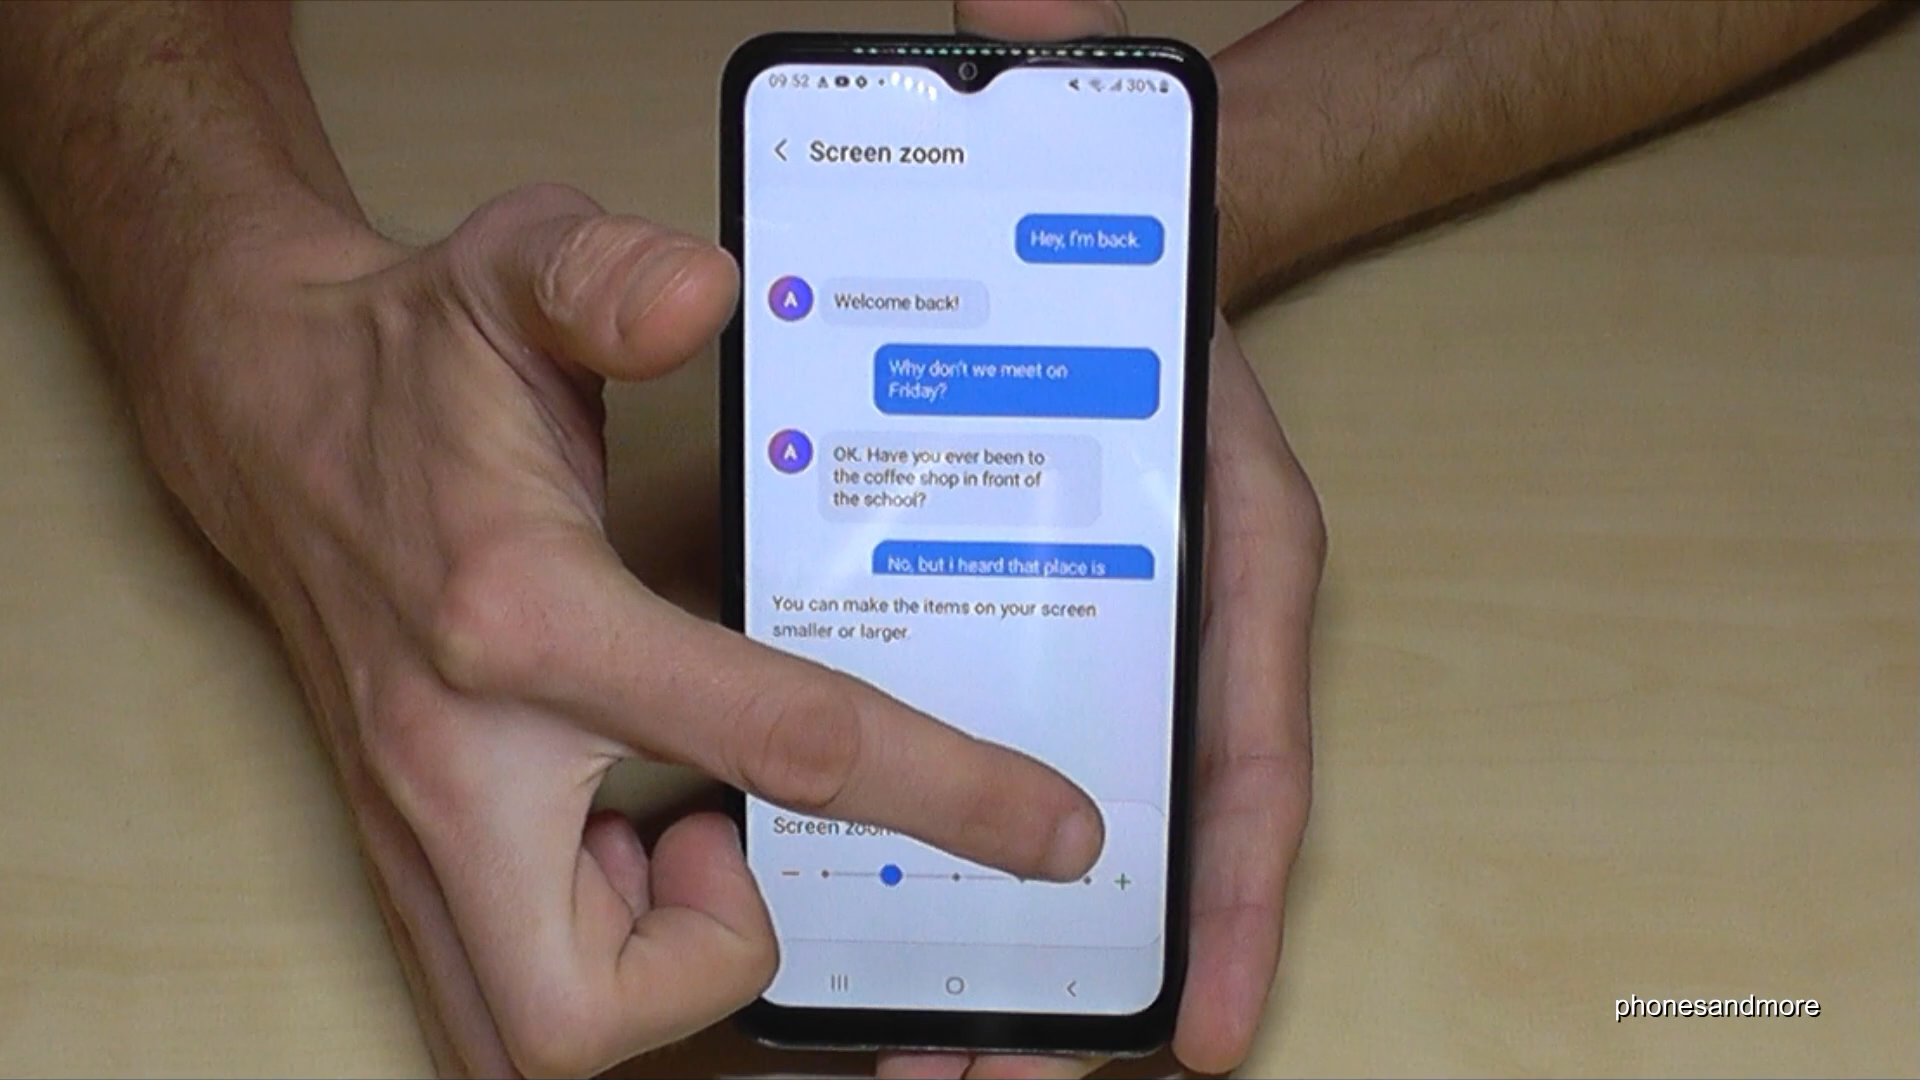 09:52
30%
Screen zoom
Hey, I'm back.
A
Welcome back!
Why don't we meet on
Friday?
A
OK. Have you ever been to
the coffee shop in front of
the school?
No, but I heard that place is
You can make the items on your screen
smaller or larger.
Screen zoom
phonesandmore